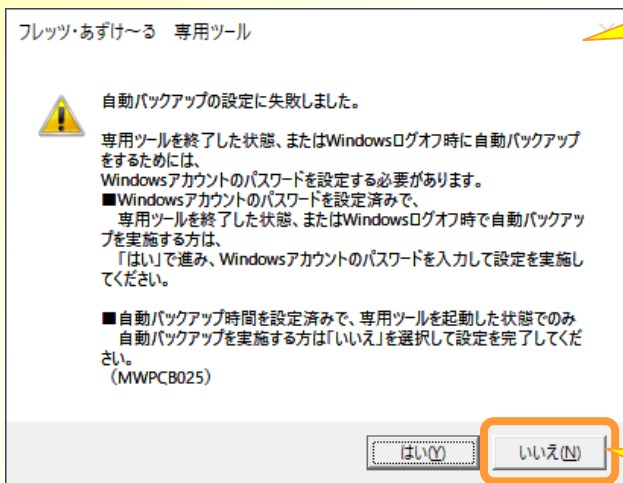 フレッツ・あずけ～る　専用ツール
自動バックアップの設定に失敗しました。
専用ツールを終了した状態、またはWindowsログオフ時に自動バックアップ
をするためには、
Windowsアカウントのパスワードを設定する必要があります。
■Windowsアカウントのパスワードを設定済みで、
　専用ツールを終了した状態、またはWindowsログオフ時で自動バックアッ
プを実施する方は、
　「はい」で進み、Windowsアカウントのパスワードを入力して設定を実施し
てください。
■自動バックアップ時間を設定済みで、専用ツールを起動した状態でのみ
　自動バックアップを実施する方は「いいえ」を選択して設定を完了してくだ
さい。
（MWPCB025）
はい(Y)　いいえ(N)